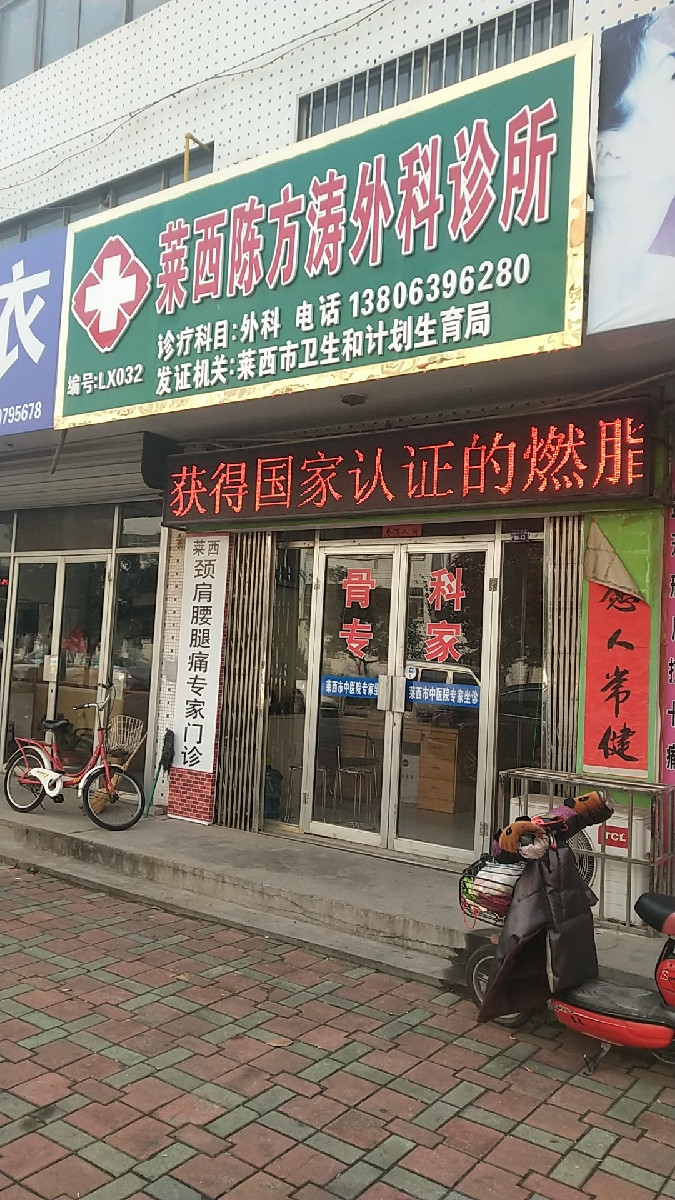 莱西陈方涛外科诊所
诊疗科目:外科 电话 13806396280
编号:LX032
发证机关:莱西市卫生和计划生育局
衣
0795678
获得国家认证的燃脂
莱西
颈肩腰腿痛专家门诊
骨科
专家
莱西市中医院专家坐
莱西市中医院专家坐诊
人常健
TCL